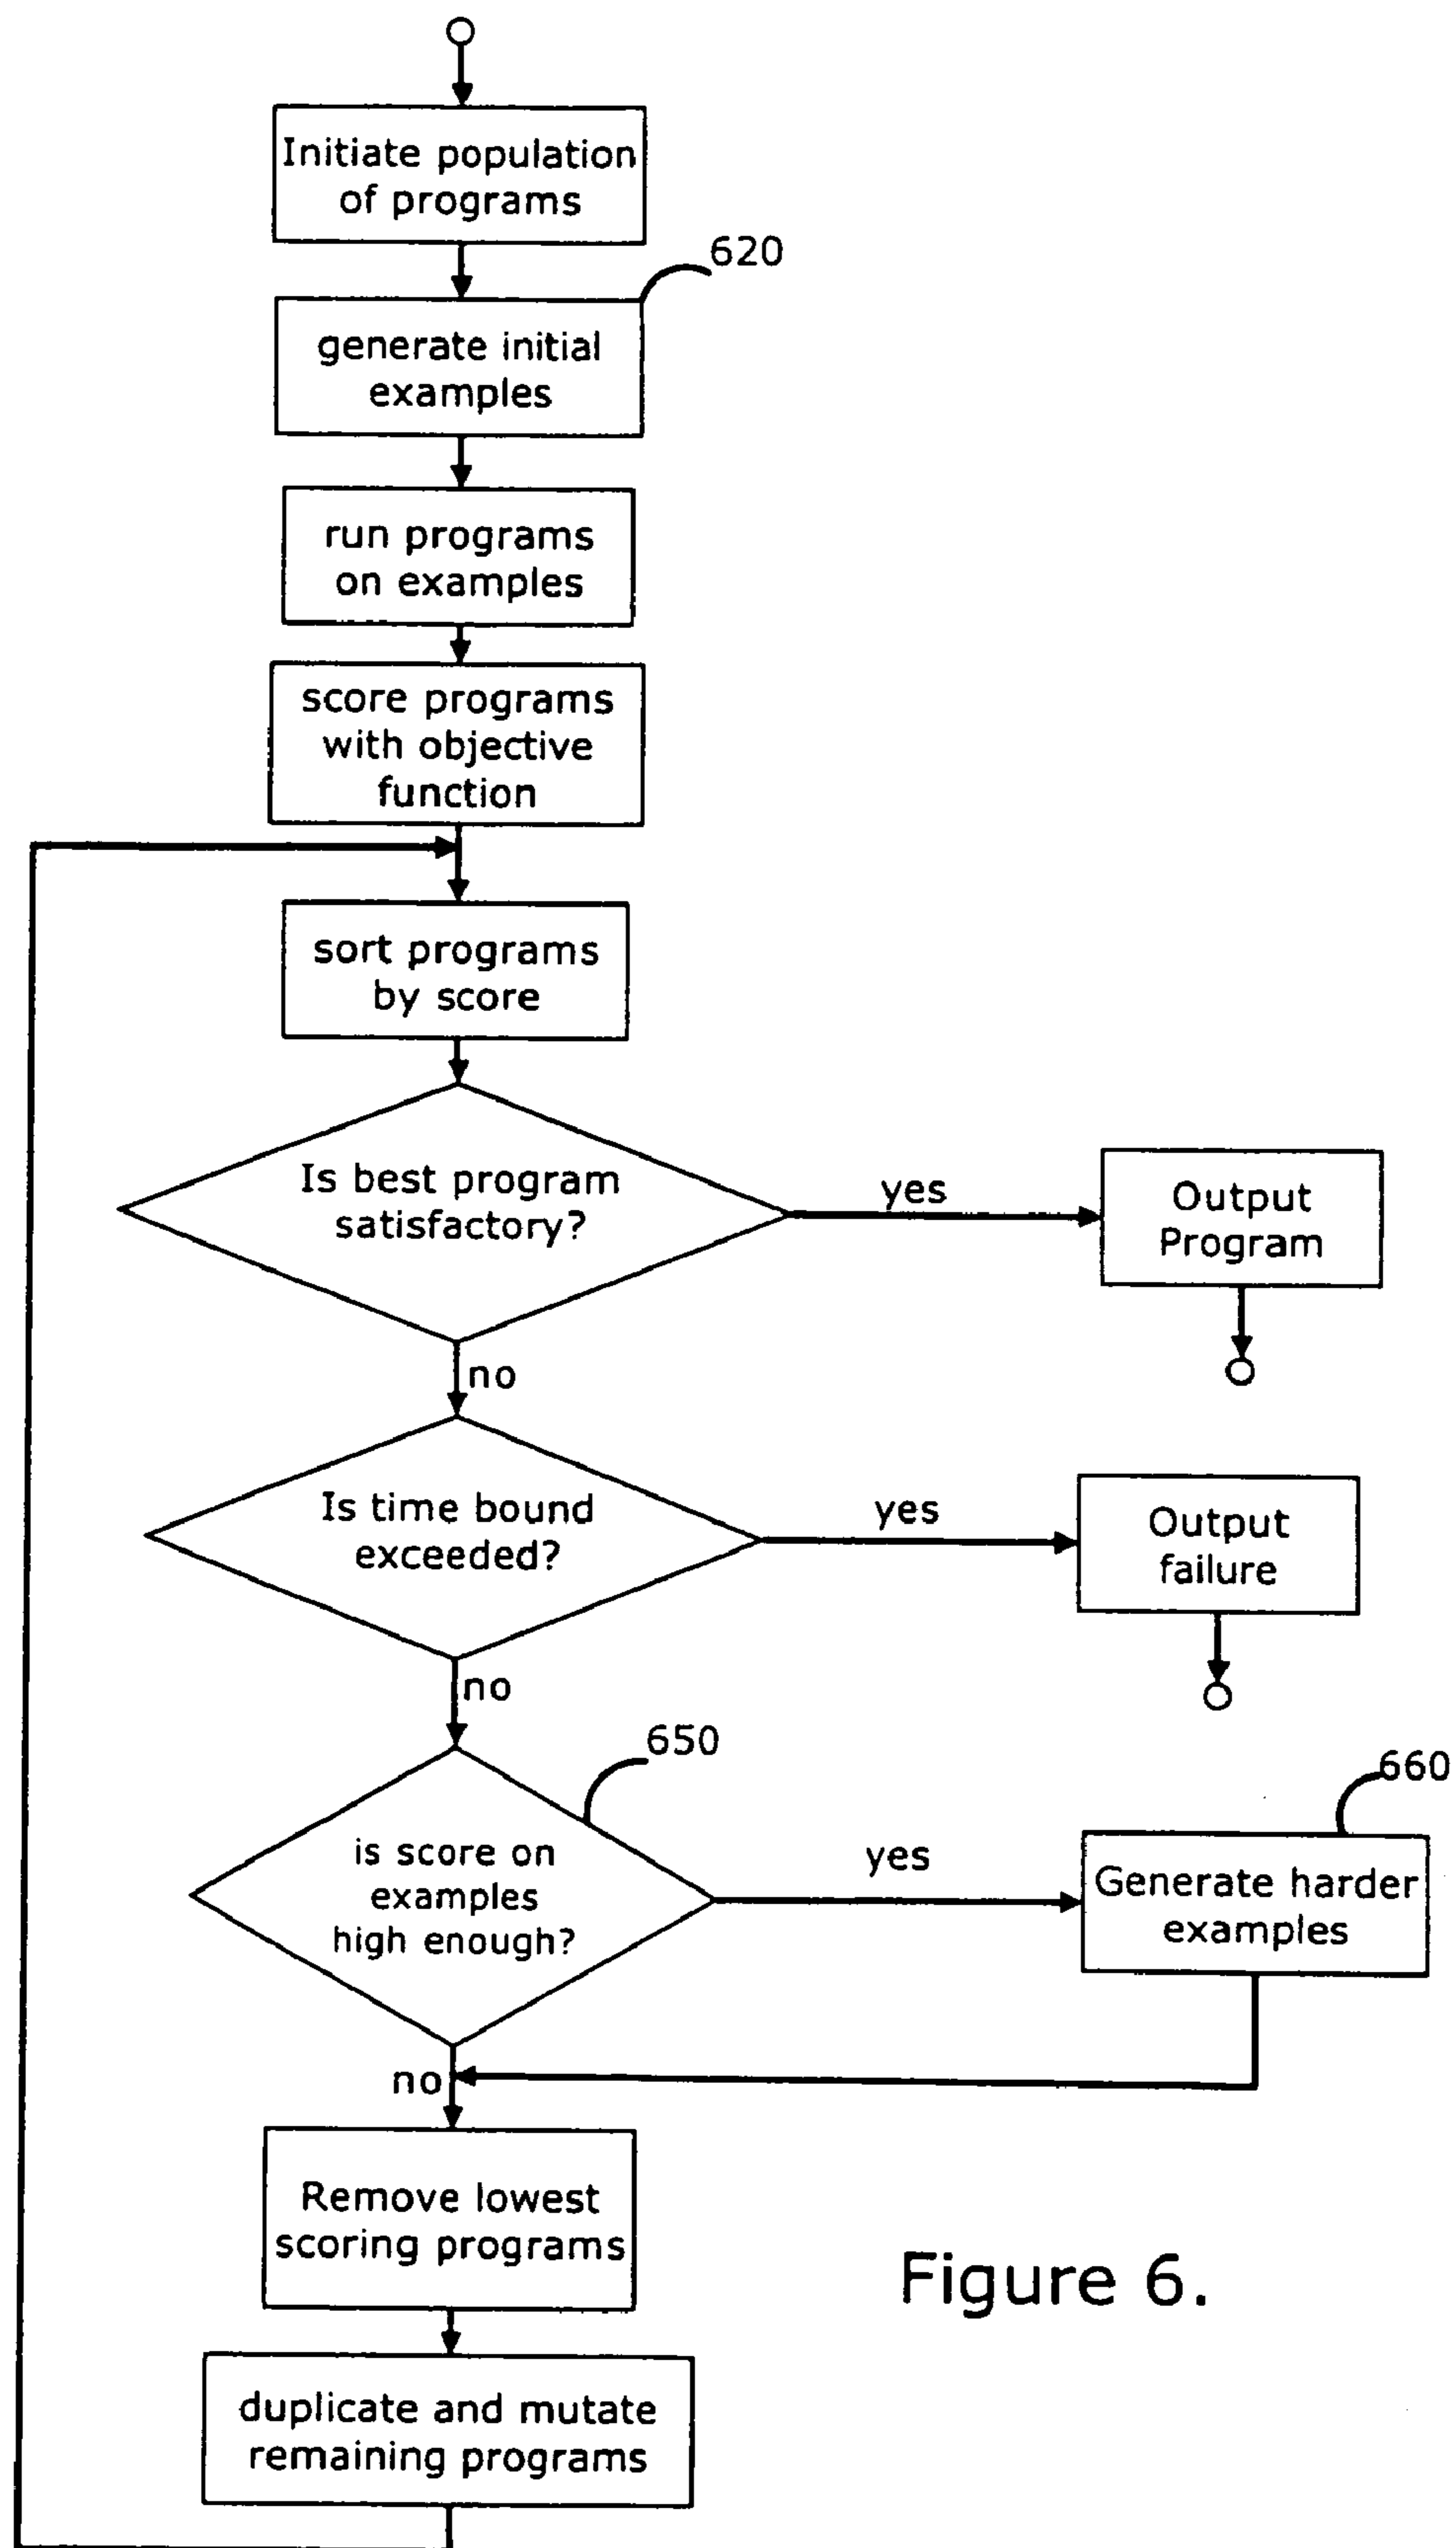 Initiate population
of programs
620
generate initial
examples
run programs
on examples
score programs
with objective
function
sort programs
by score
Is best program
satisfactory?
yes
Output
Program
no
Is time bound
exceeded?
yes
Output
failure
no
650
660
is score on
examples
high enough?
yes
Generate harder
examples
no
Remove lowest
scoring programs
Figure 6.
duplicate and mutate
remaining programs